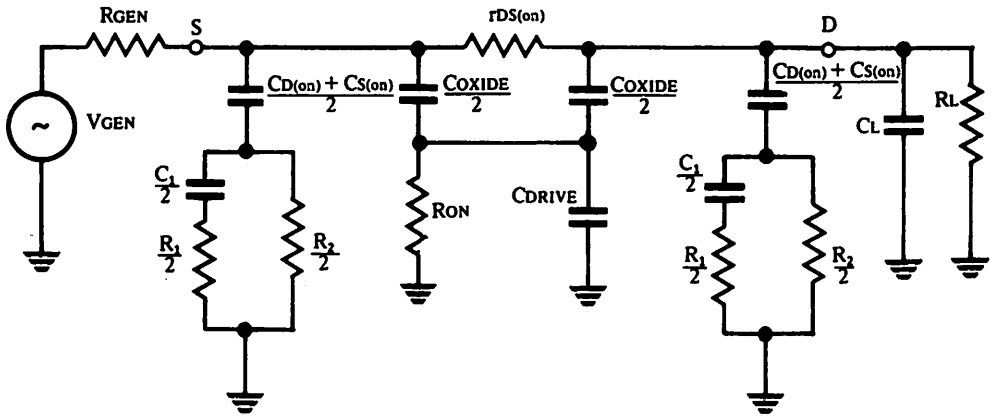 RGEN
S
rDS(on)
D
VGEN
CD(on) + CS(on)
2
COXIDE
2
COXIDE
2
CD(on) + CS(on)
2
CL
RL
C1
2
R1
2
R2
2
RON
CDRIVE
C1
2
R1
2
R2
2
~